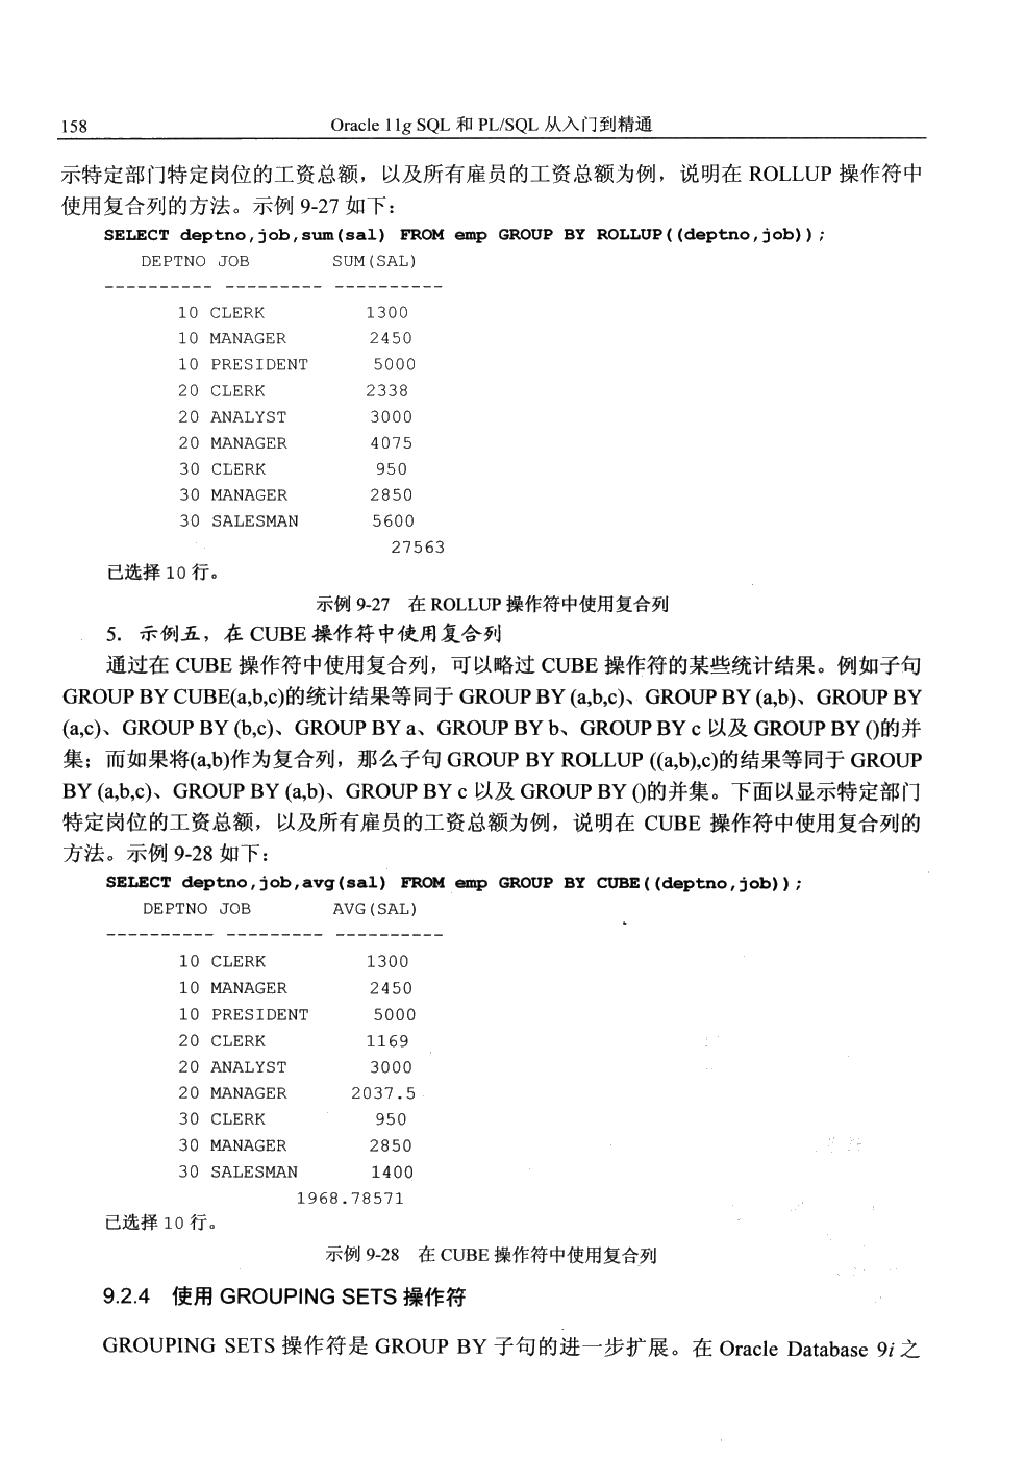 158 Oracle 11g SQL 和 PL/SQL 从入门到精通
示特定部门特定岗位的工资总额，以及所有雇员的工资总额为例，说明在 ROLLUP 操作符中
使用复合列的方法。示例 9-27 如下：
SELECT deptno,job,sum(sal) FROM emp GROUP BY ROLLUP((deptno,job));
DEPTNO JOB SUM(SAL)
---------- --------- ----------
10 CLERK 1300
10 MANAGER 2450
10 PRESIDENT 5000
20 CLERK 2338
20 ANALYST 3000
20 MANAGER 4075
30 CLERK 950
30 MANAGER 2850
30 SALESMAN 5600
27563
已选择 10 行。
示例 9-27 在 ROLLUP 操作符中使用复合列
5. 示例五，在 CUBE 操作符中使用复合列
通过在 CUBE 操作符中使用复合列，可以略过 CUBE 操作符的某些统计结果。例如子句
GROUP BY CUBE(a,b,c)的统计结果等同于 GROUP BY (a,b,c)、GROUP BY (a,b)、GROUP BY
(a,c)、GROUP BY (b,c)、GROUP BY a、GROUP BY b、GROUP BY c 以及 GROUP BY ()的并
集；而如果将(a,b)作为复合列，那么子句 GROUP BY ROLLUP ((a,b),c)的结果等同于 GROUP
BY (a,b,c)、GROUP BY (a,b)、GROUP BY c 以及 GROUP BY ()的并集。下面以显示特定部门
特定岗位的工资总额，以及所有雇员的工资总额为例，说明在 CUBE 操作符中使用复合列的
方法。示例 9-28 如下：
SELECT deptno,job,avg(sal) FROM emp GROUP BY CUBE((deptno,job));
DEPTNO JOB AVG(SAL)
---------- --------- ----------
10 CLERK 1300
10 MANAGER 2450
10 PRESIDENT 5000
20 CLERK 1169
20 ANALYST 3000
20 MANAGER 2037.5
30 CLERK 950
30 MANAGER 2850
30 SALESMAN 1400
1968.78571
已选择 10 行。
示例 9-28 在 CUBE 操作符中使用复合列
9.2.4 使用 GROUPING SETS 操作符
GROUPING SETS 操作符是 GROUP BY 子句的进一步扩展。在 Oracle Database 9i 之